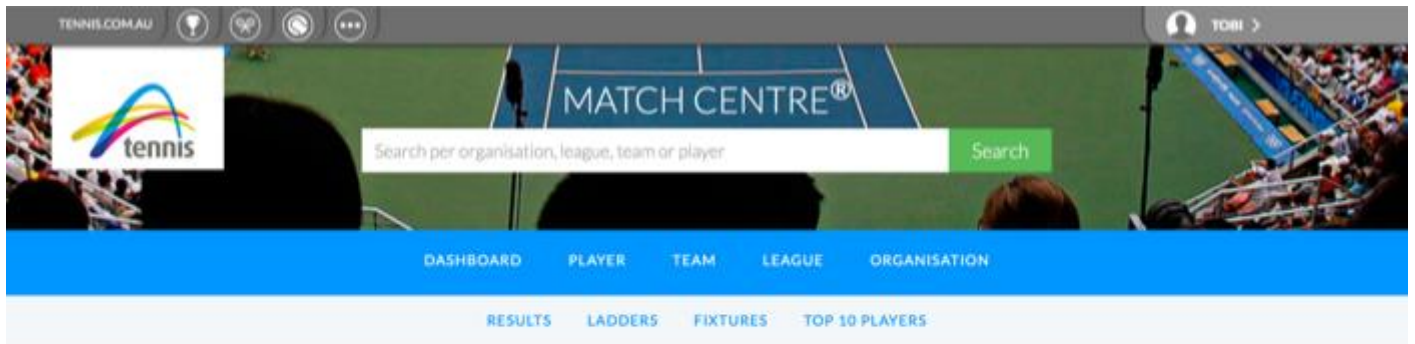 TENNIS.COM.AU TOBI >
MATCH CENTRE®
tennis
Search per organisation, league, team or player Search
DASHBOARD PLAYER TEAM LEAGUE ORGANISATION
RESULTS LADDERS FIXTURES TOP 10 PLAYERS